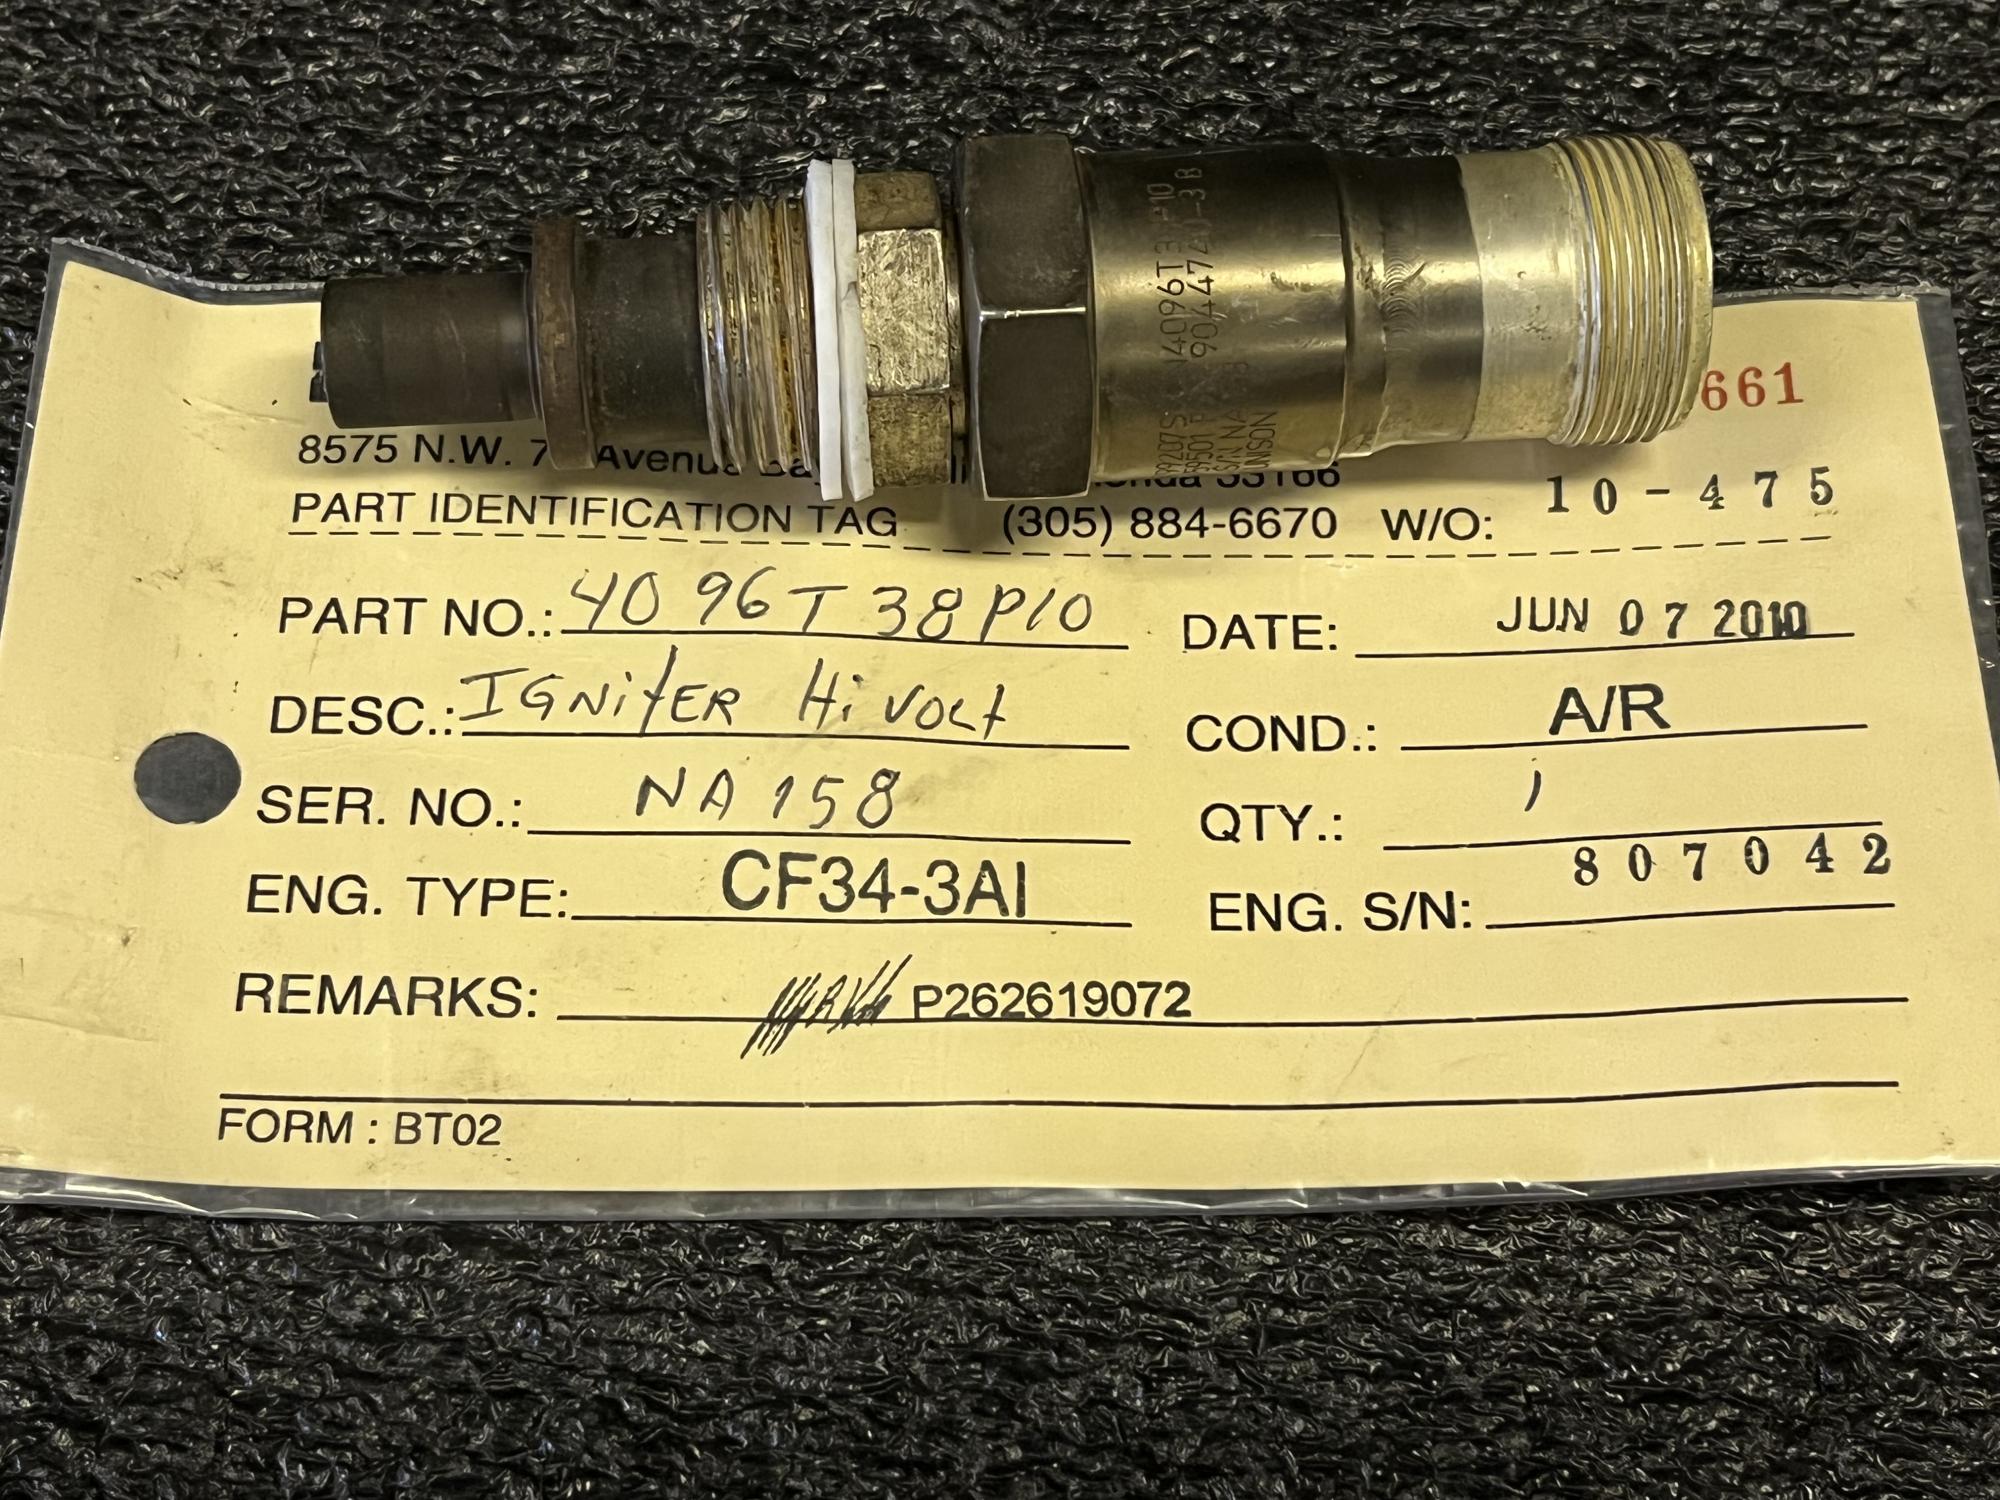 661
8575 N.W. 7 Avenue
PART IDENTIFICATION TAG (305) 884-6670 W/O: 10-475
PART NO.: 4096T38P10 DATE: JUN 07 2010
DESC.: IGNiTER Hi VOLt COND.: A/R
SER. NO.: NA158 QTY.: 1
ENG. TYPE: CF34-3A1 ENG. S/N: 807042
REMARKS: P262619072
FORM : BT02
UNISON